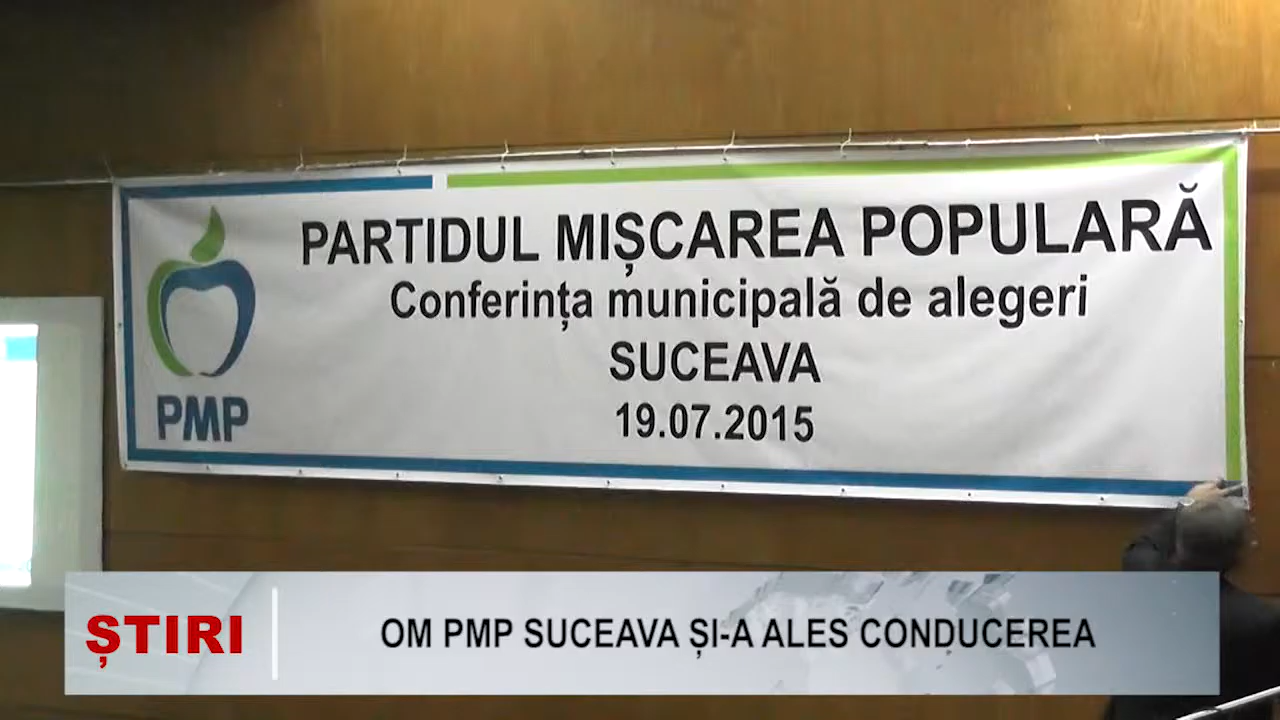 PARTIDUL MIȘCAREA POPULARĂ
Conferința municipală de alegeri
SUCEAVA
19.07.2015
PMP
ȘTIRI
OM PMP SUCEAVA ȘI-A ALES CONDUCEREA